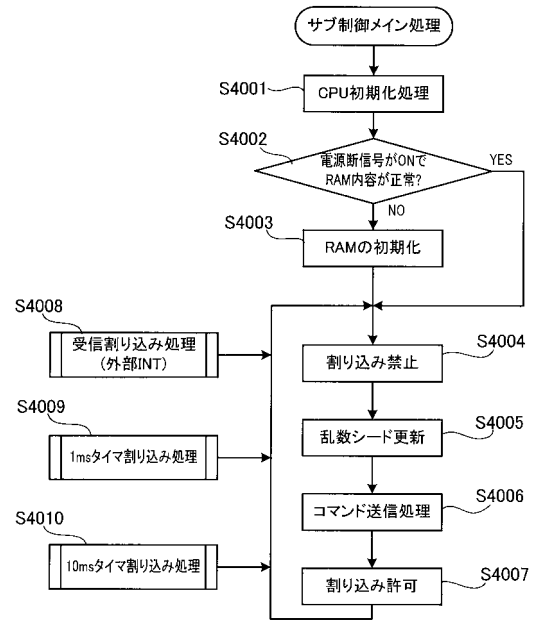 サブ制御メイン処理
S4001
CPU初期化処理
S4002
電源断信号がONで
RAM内容が正常?
YES
NO
S4003
RAMの初期化
S4008
受信割り込み処理
(外部INT)
S4004
割り込み禁止
S4009
1msタイマ割り込み処理
S4005
乱数シード更新
S4006
コマンド送信処理
S4010
10msタイマ割り込み処理
S4007
割り込み許可